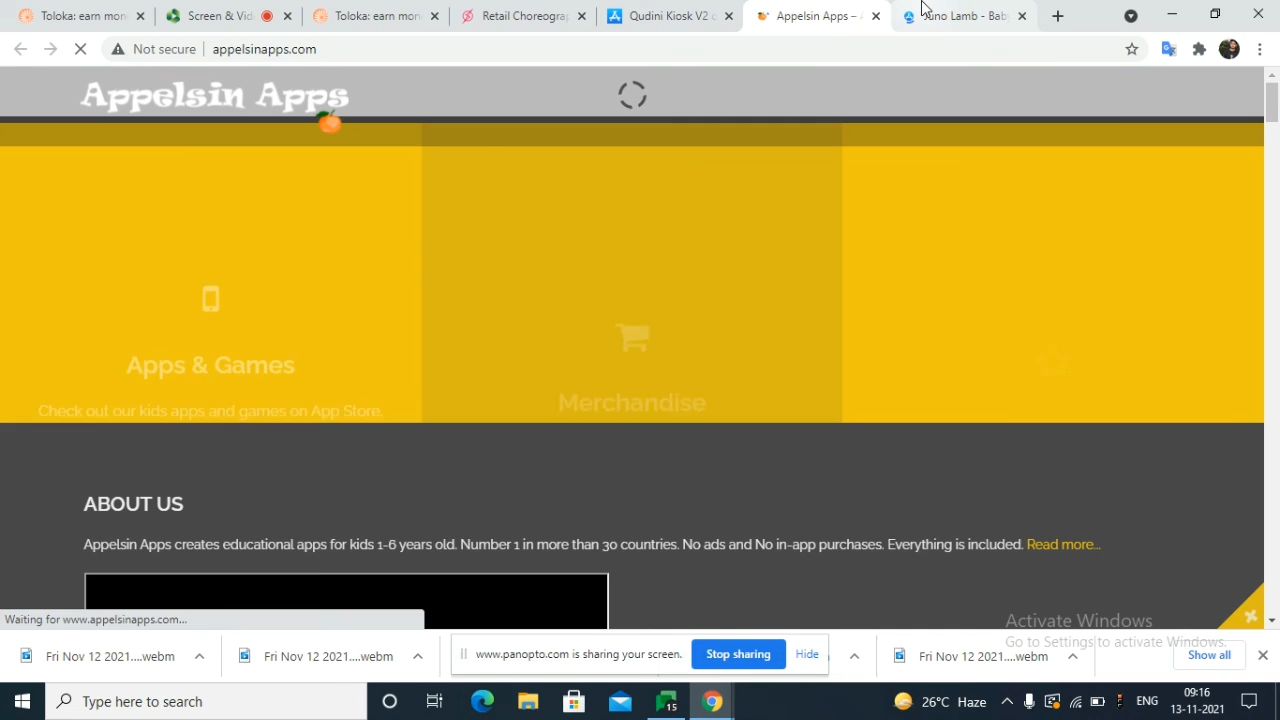 Toloka: earn mon
Screen & Vid
Toloka: earn mon
Retail Choreogra
Qudini Kiosk V2 o
Appelsin Apps –
Juno Lamb - Bab
Not secure
appelsinapps.com
Appelsin Apps
Apps & Games
Check out our kids apps and games on App Store.
Merchandise
ABOUT US
Appelsin Apps creates educational apps for kids 1-6 years old. Number 1 in more than 30 countries. No ads and No in-app purchases. Everything is included. Read more...
Waiting for www.appelsinapps.com...
Activate Windows
Go to Settings to activate Windows.
Fri Nov 12 2021....webm
Fri Nov 12 2021....webm
www.panopto.com is sharing your screen.
Stop sharing
Hide
Fri Nov 12 2021....webm
Show all
Type here to search
15
26°C Haze
ENG
09:16
13-11-2021